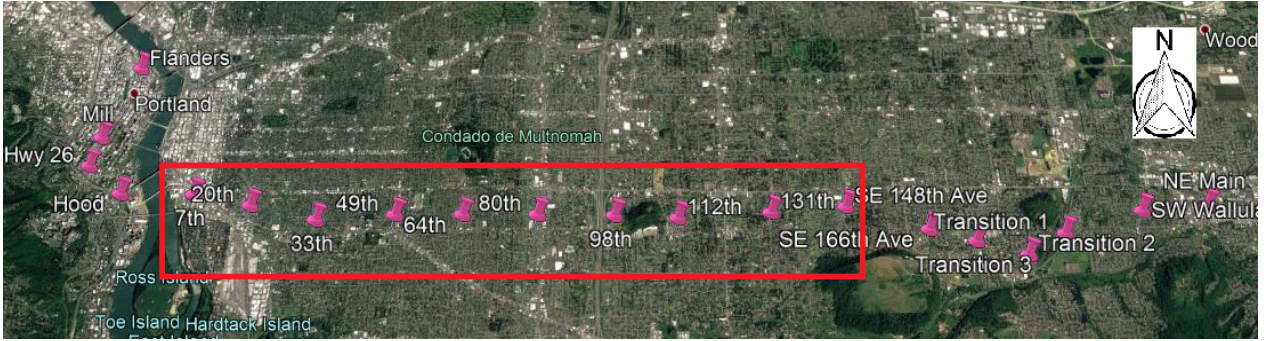 Flanders
Portland
Mill
Hwy 26
Hood
Condado de Multnomah
N
Wood
7th
20th
33th
49th
64th
80th
98th
112th
131th
SE 148th Ave
SE 166th Ave
Transition 1
Transition 3
Transition 2
NE Main
SW Wallula
Ross Island
Toe Island
Hardtack Island
East Island